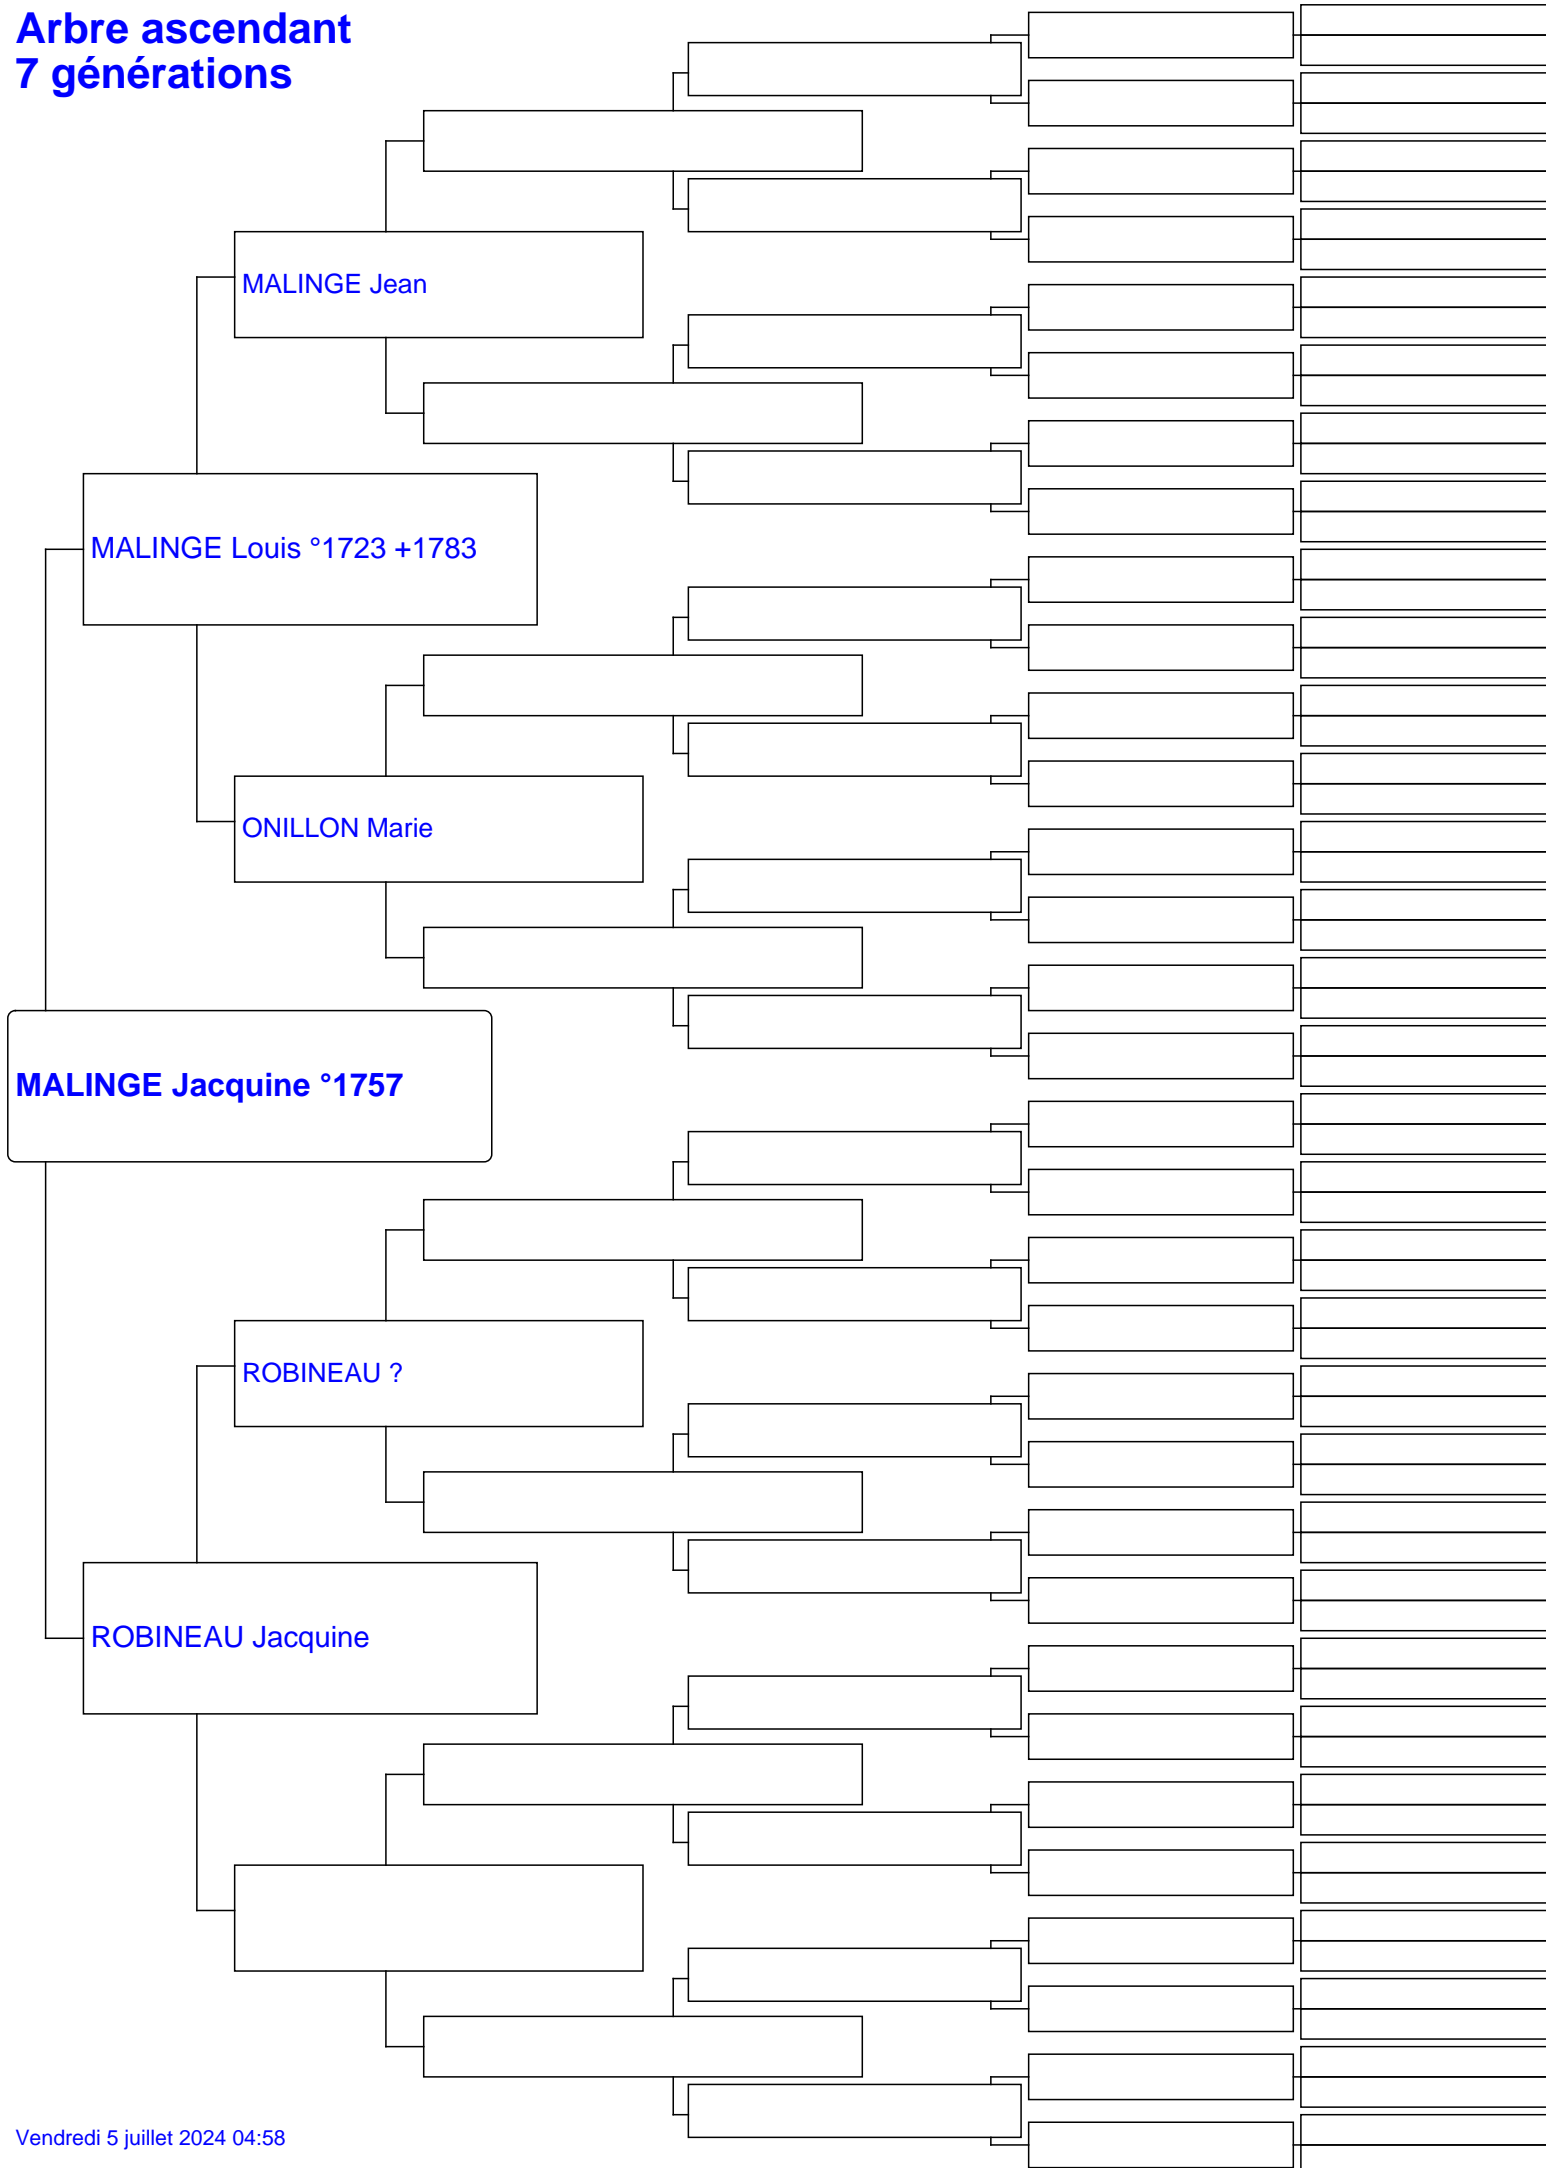 Arbre ascendant
7 générations
MALINGE Jean
MALINGE Louis °1723 +1783
ONILLON Marie
MALINGE Jacquine °1757
ROBINEAU ?
ROBINEAU Jacquine
Vendredi 5 juillet 2024 04:58